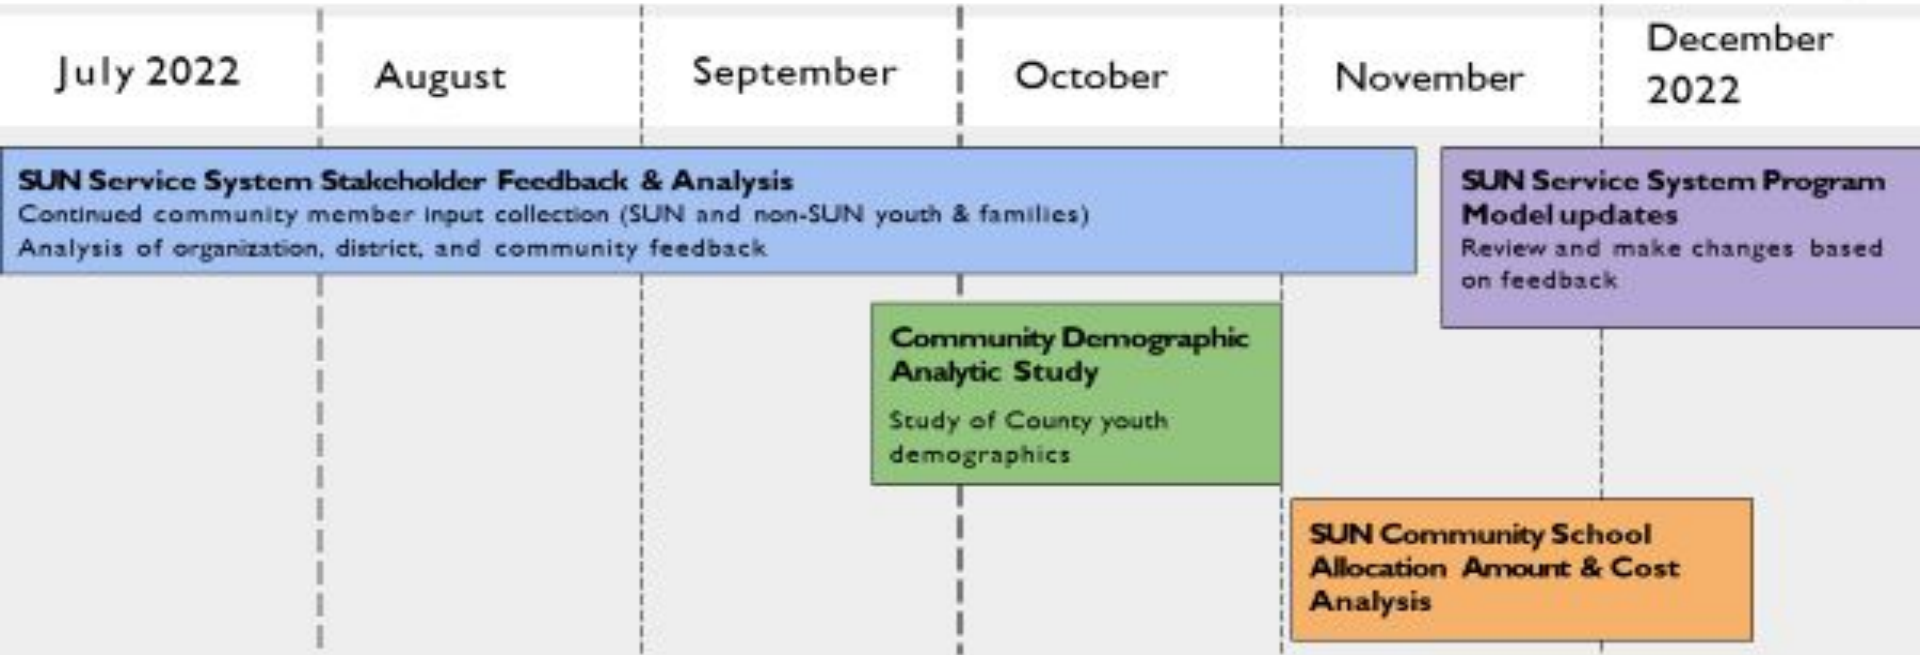 July 2022
August
September
October
November
December
2022
SUN Service System Stakeholder Feedback & Analysis
Continued community member input collection (SUN and non-SUN youth & families)
Analysis of organization, district, and community feedback
SUN Service System Program
Model updates
Review and make changes based
on feedback
Community Demographic
Analytic Study
Study of County youth
demographics
SUN Community School
Allocation Amount & Cost
Analysis